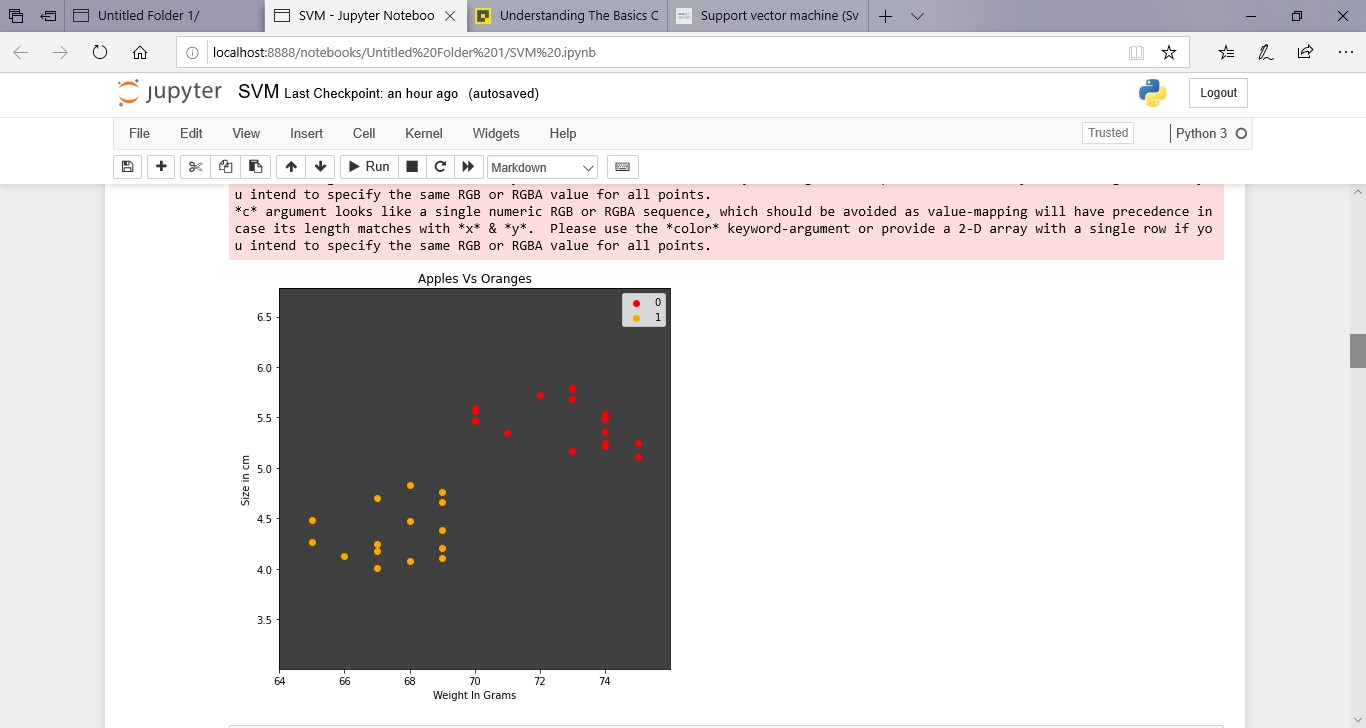 Untitled Folder 1/
SVM - Jupyter Noteboo
Understanding The Basics C
Support vector machine (Sv
localhost:8888/notebooks/Untitled%20Folder%201/SVM%20.ipynb
jupyter SVM Last Checkpoint: an hour ago (autosaved)
Logout
File Edit View Insert Cell Kernel Widgets Help
Trusted
Python 3
Run
Markdown
u intend to specify the same RGB or RGBA value for all points.
*c* argument looks like a single numeric RGB or RGBA sequence, which should be avoided as value-mapping will have precedence in
case its length matches with *x* & *y*.  Please use the *color* keyword-argument or provide a 2-D array with a single row if yo
u intend to specify the same RGB or RGBA value for all points.
Apples Vs Oranges
0
1
6.5
6.0
5.5
5.0
4.5
4.0
3.5
Size in cm
64 66 68 70 72 74
Weight In Grams